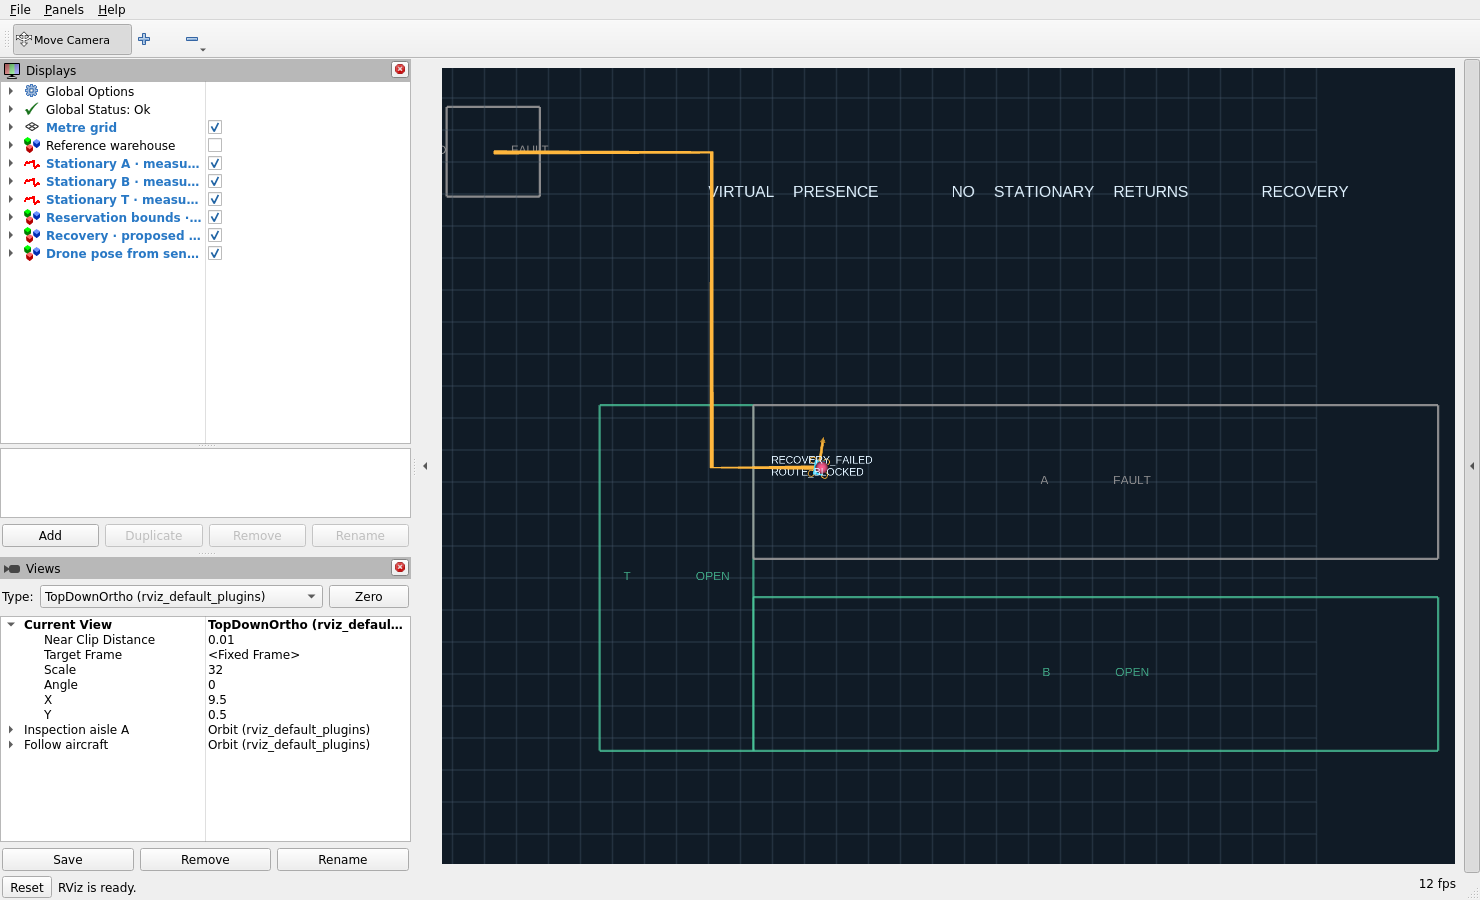 File Panels Help
Move Camera
Displays
Global Options
Global Status: Ok
Metre grid
Reference warehouse
Stationary A · measu...
Stationary B · measu...
Stationary T · measu...
Reservation bounds ·...
Recovery · proposed ...
Drone pose from sen...
Add Duplicate Remove Rename
Views
Type: TopDownOrtho (rviz_default_plugins) Zero
Current View TopDownOrtho (rviz_defaul...
Near Clip Distance 0.01
Target Frame <Fixed Frame>
Scale 32
Angle 0
X 9.5
Y 0.5
Inspection aisle A Orbit (rviz_default_plugins)
Follow aircraft Orbit (rviz_default_plugins)
Save Remove Rename
Reset RViz is ready.
FAULT
VIRTUAL PRESENCE NO STATIONARY RETURNS RECOVERY
RECOVERY_FAILED
ROUTE_BLOCKED
A FAULT
T OPEN
B OPEN
12 fps